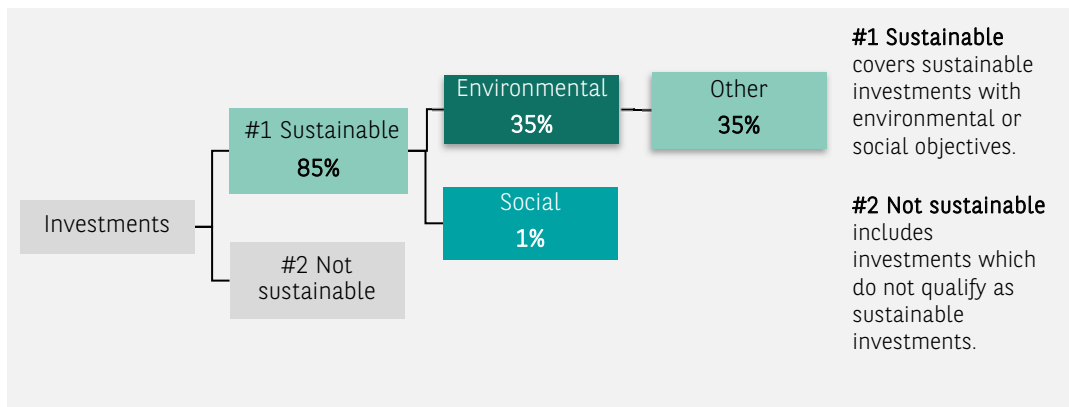 Investments
#1 Sustainable
85%
#2 Not
sustainable
Environmental
35%
Social
1%
Other
35%
#1 Sustainable
covers sustainable
investments with
environmental or
social objectives.
#2 Not sustainable
includes
investments which
do not qualify as
sustainable
investments.